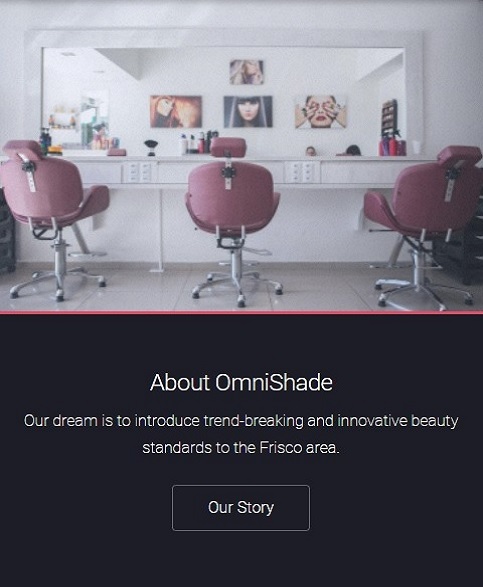 About OmniShade
Our dream is to introduce trend-breaking and innovative beauty
standards to the Frisco area.
Our Story